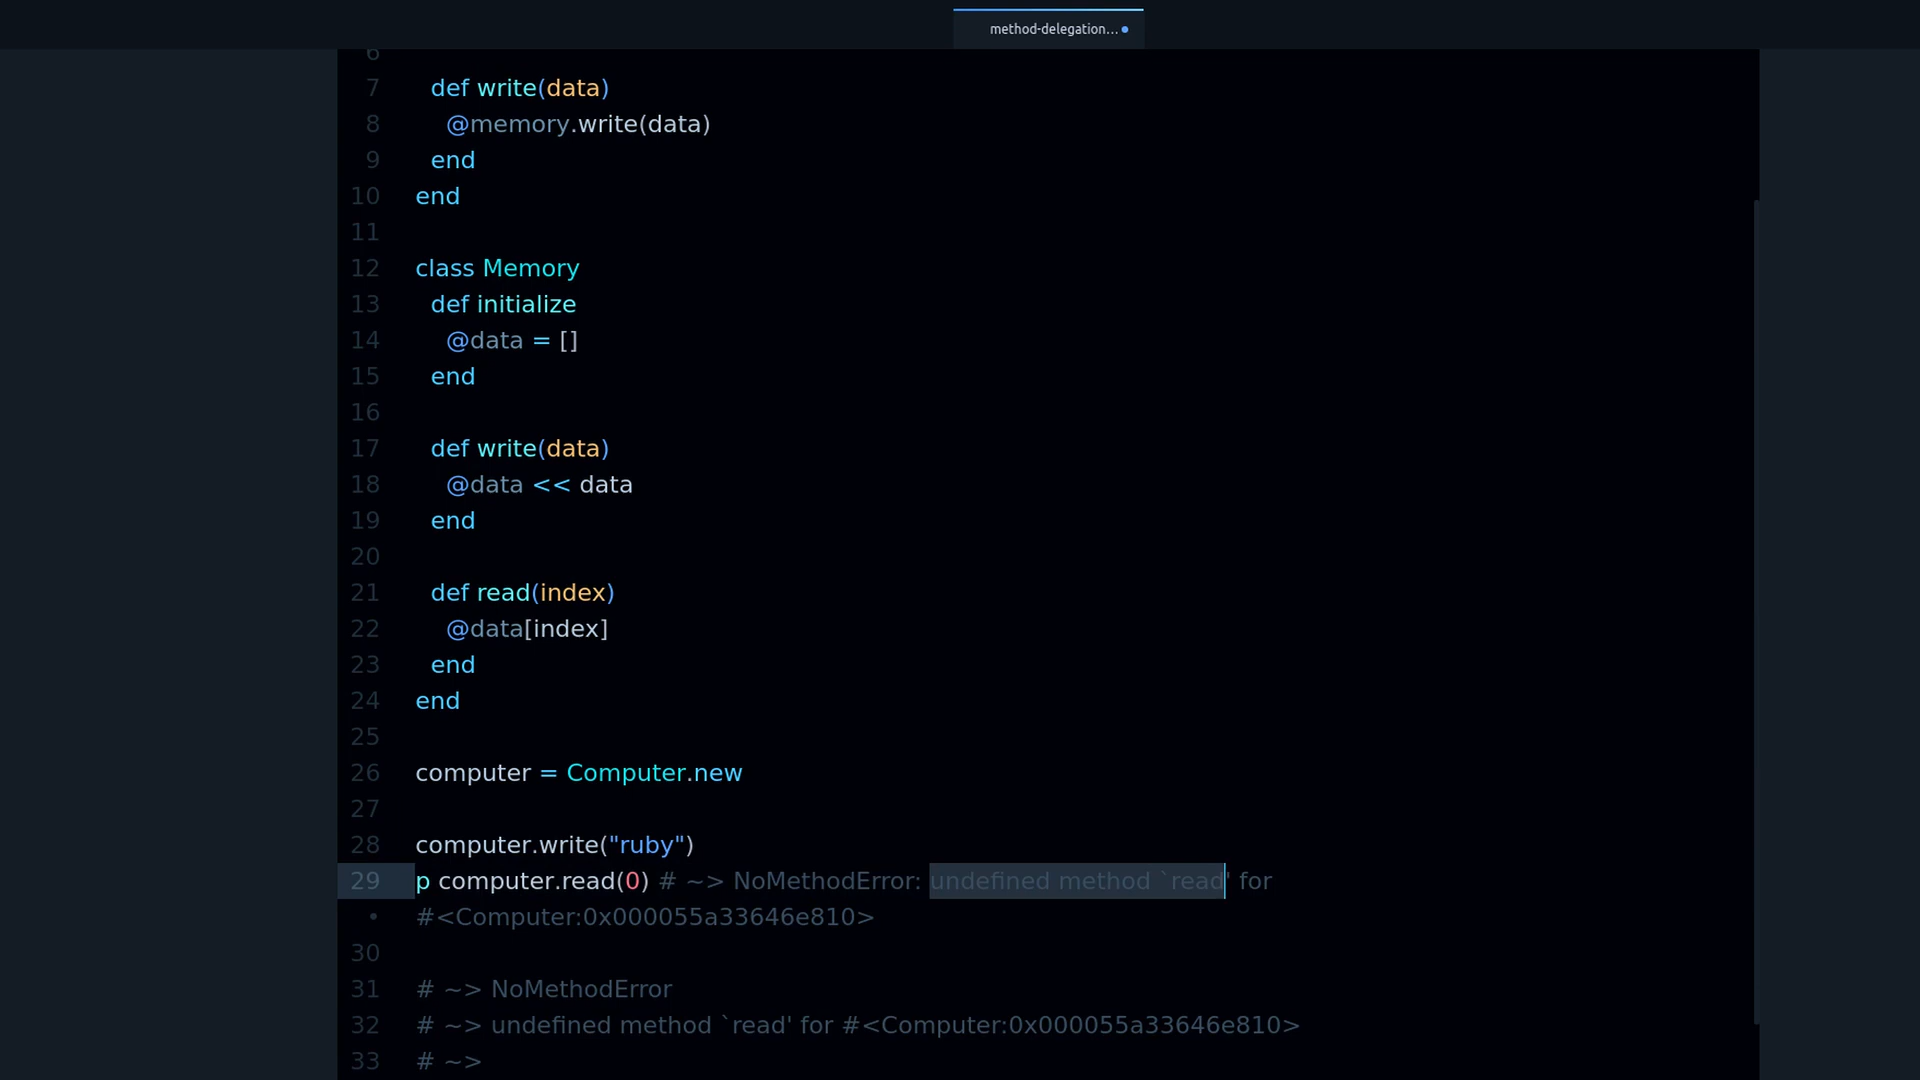 method-delegation...
6
7 def write(data)
8 @memory.write(data)
9 end
10 end
11
12 class Memory
13 def initialize
14 @data = []
15 end
16
17 def write(data)
18 @data << data
19 end
20
21 def read(index)
22 @data[index]
23 end
24 end
25
26 computer = Computer.new
27
28 computer.write("ruby")
29 p computer.read(0) # ~> NoMethodError: undefined method `read' for
• #<Computer:0x000055a33646e810>
30
31 # ~> NoMethodError
32 # ~> undefined method `read' for #<Computer:0x000055a33646e810>
33 # ~>